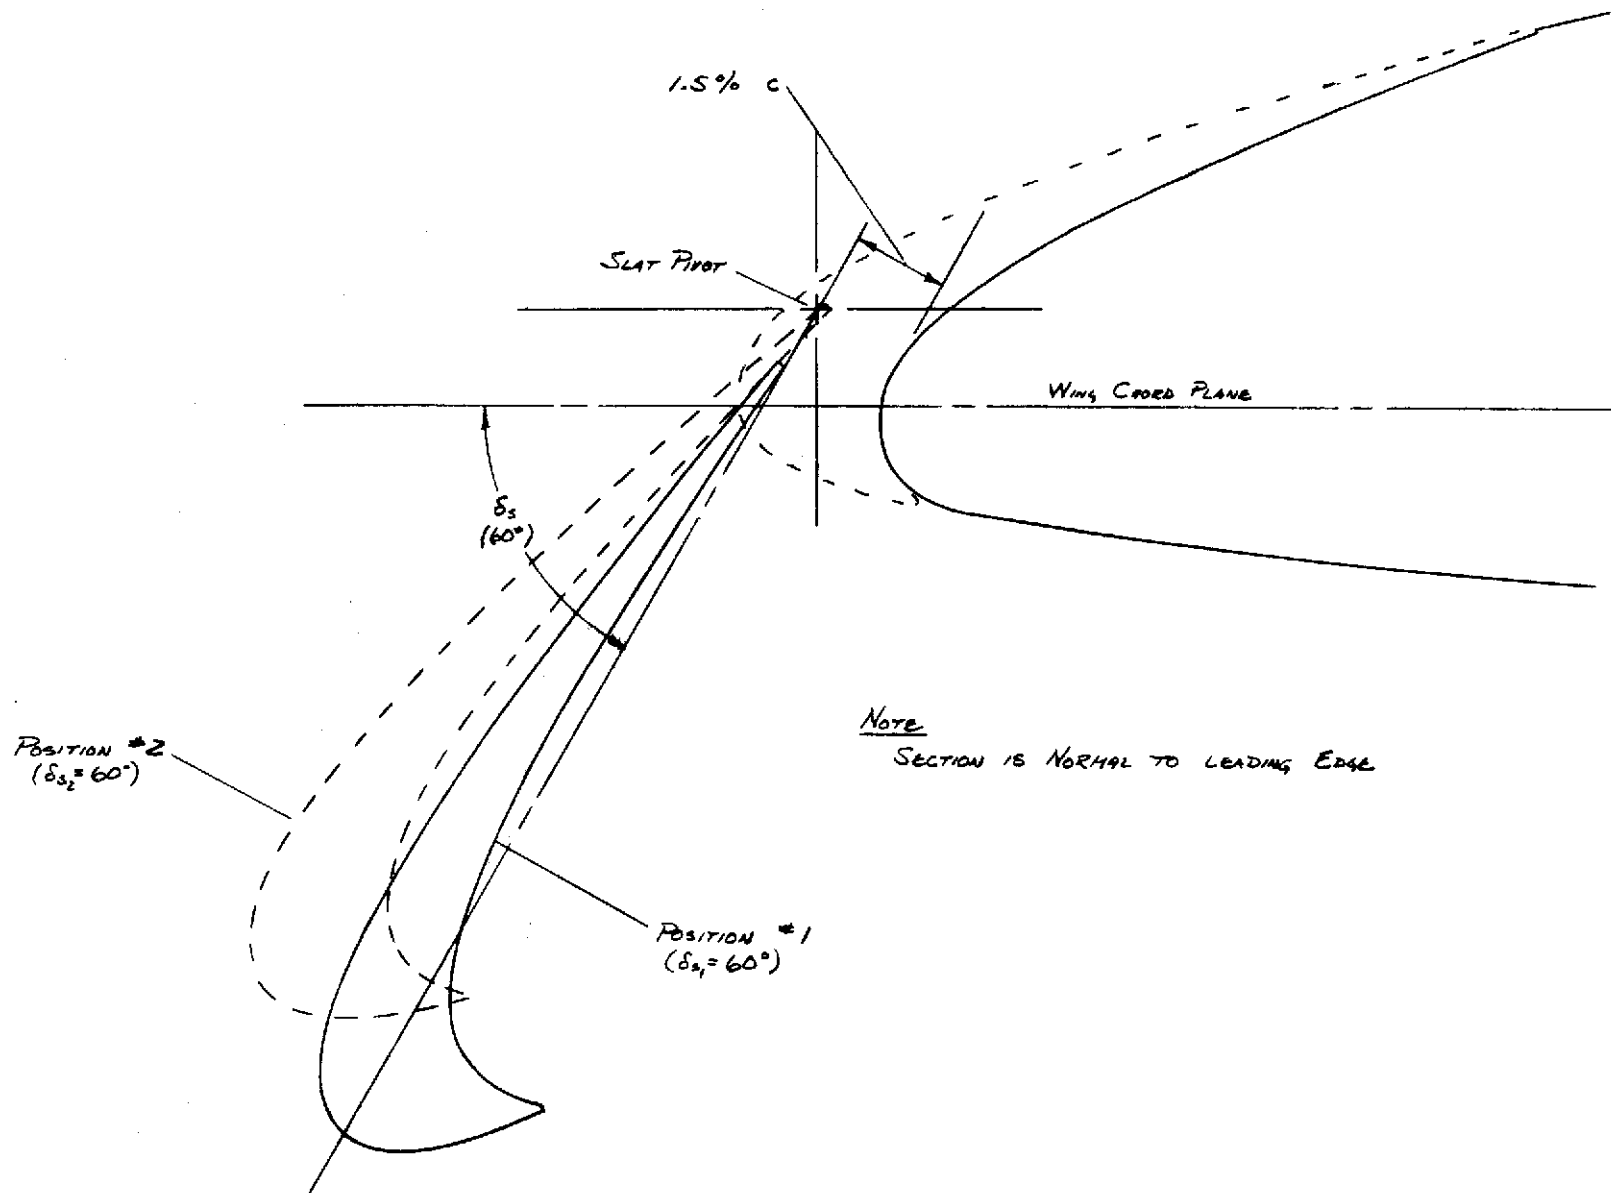 1.5% c
SLAT PIVOT
WING CHORD PLANE
δs
(60°)
NOTE
SECTION IS NORMAL TO LEADING EDGE
POSITION #2
(δs₂=60°)
POSITION #1
(δs₁=60°)